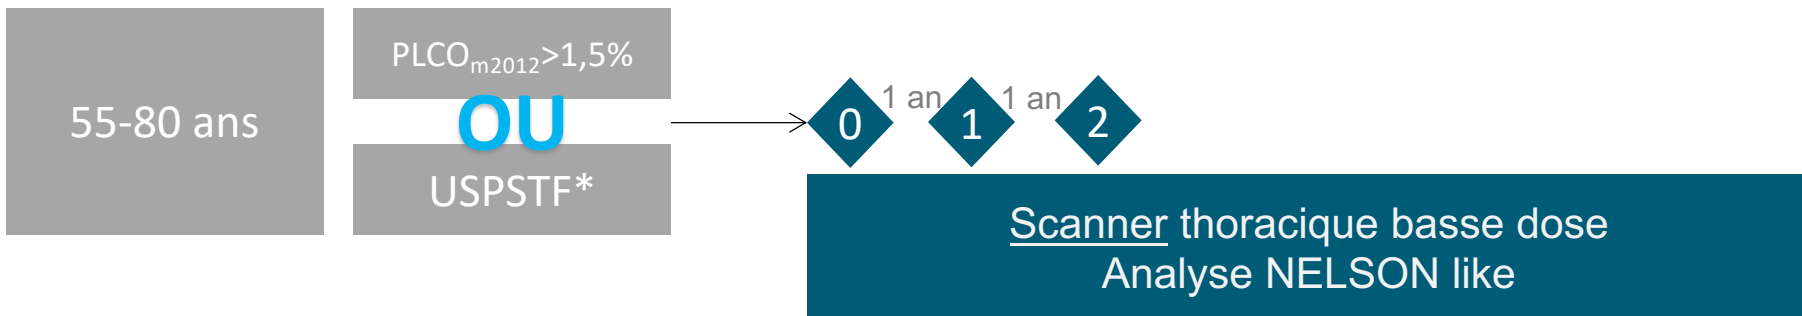 55-80 ans
PLCOm2012>1,5%
OU
USPSTF*
0
1 an
1
1 an
2
Scanner thoracique basse dose
Analyse NELSON like